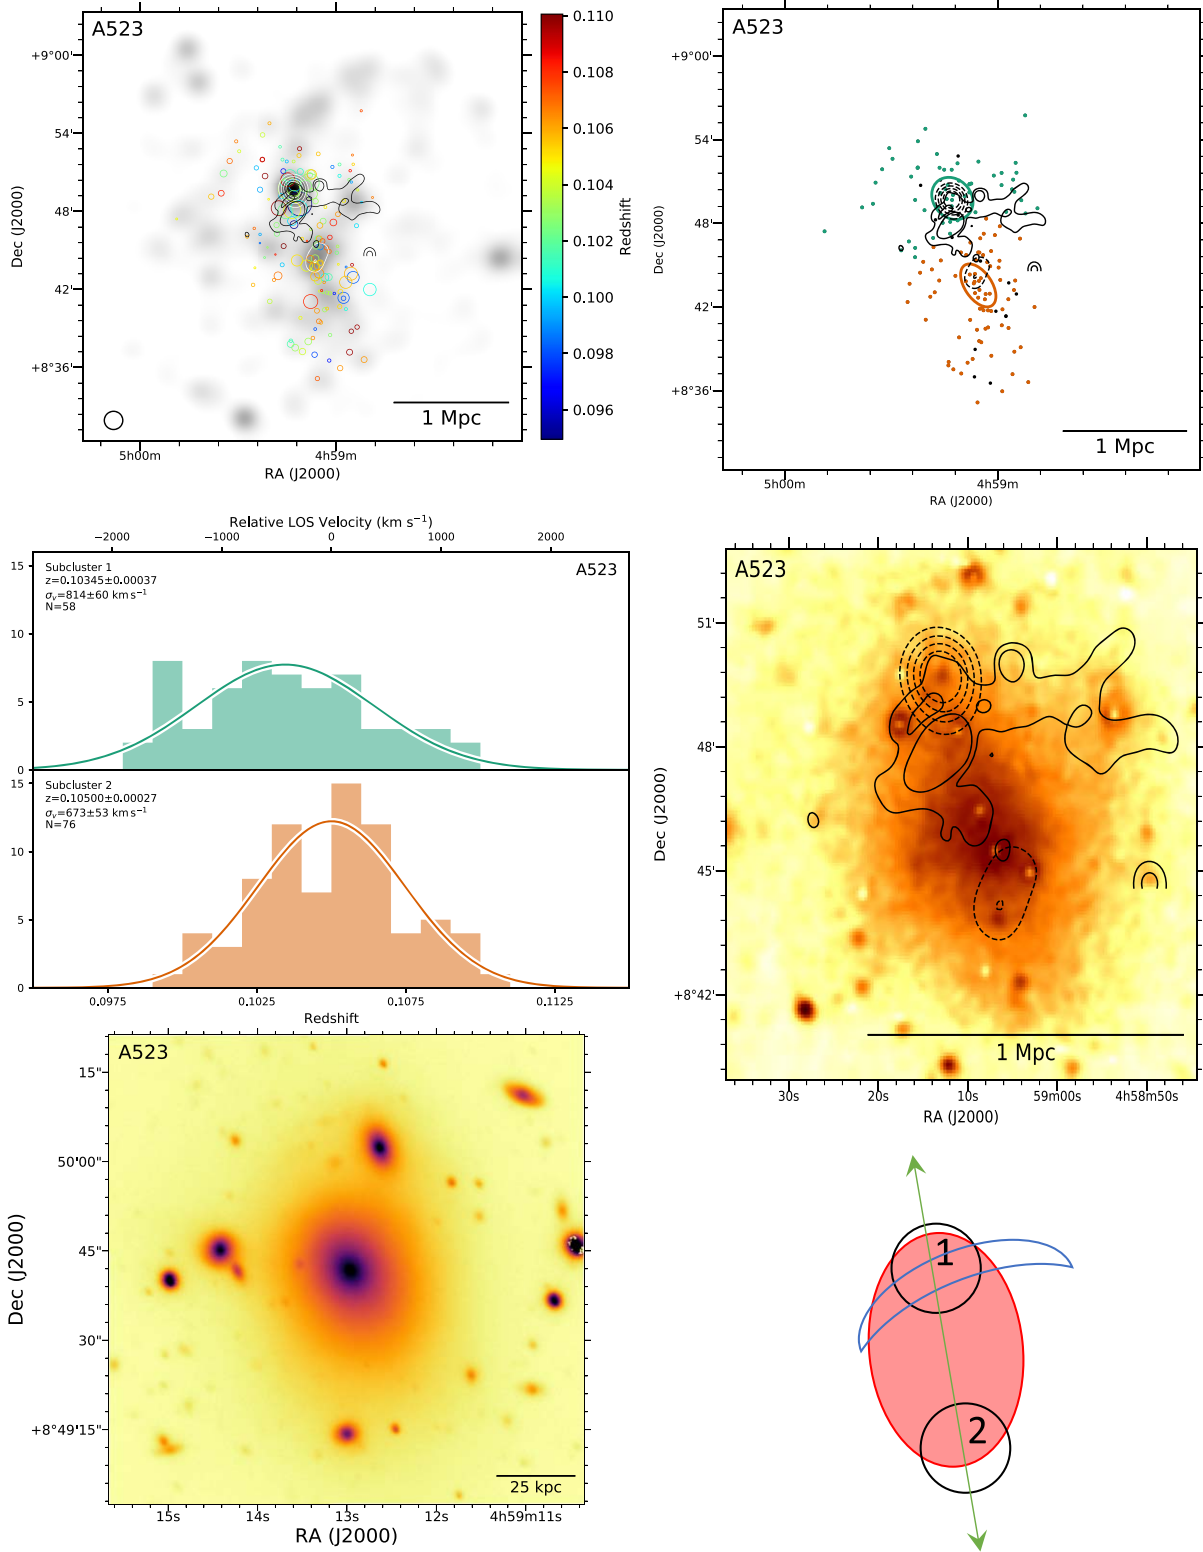 A523
+9°00'
54'
48'
42'
+8°36'
Dec (J2000)
5h00m
4h59m
RA (J2000)
1 Mpc
0.110
0.108
0.106
0.104
0.102
0.100
0.098
0.096
Redshift
A523
+9°00'
54'
48'
42'
+8°36'
Dec (J2000)
5h00m
4h59m
RA (J2000)
1 Mpc
Relative LOS Velocity (km s⁻¹)
−2000
−1000
0
1000
2000
15
10
5
0
Subcluster 1
z=0.10345±0.00037
σᵥ=814±60 km s⁻¹
N=58
A523
15
10
5
0
Subcluster 2
z=0.10500±0.00027
σᵥ=673±53 km s⁻¹
N=76
0.0975
0.1025
0.1075
0.1125
Redshift
A523
51'
48'
45'
+8°42'
Dec (J2000)
1 Mpc
30s
20s
10s
59m00s
4h58m50s
RA (J2000)
A523
15"
50'00"
45"
30"
+8°49'15"
Dec (J2000)
25 kpc
15s
14s
13s
12s
4h59m11s
RA (J2000)
1
2